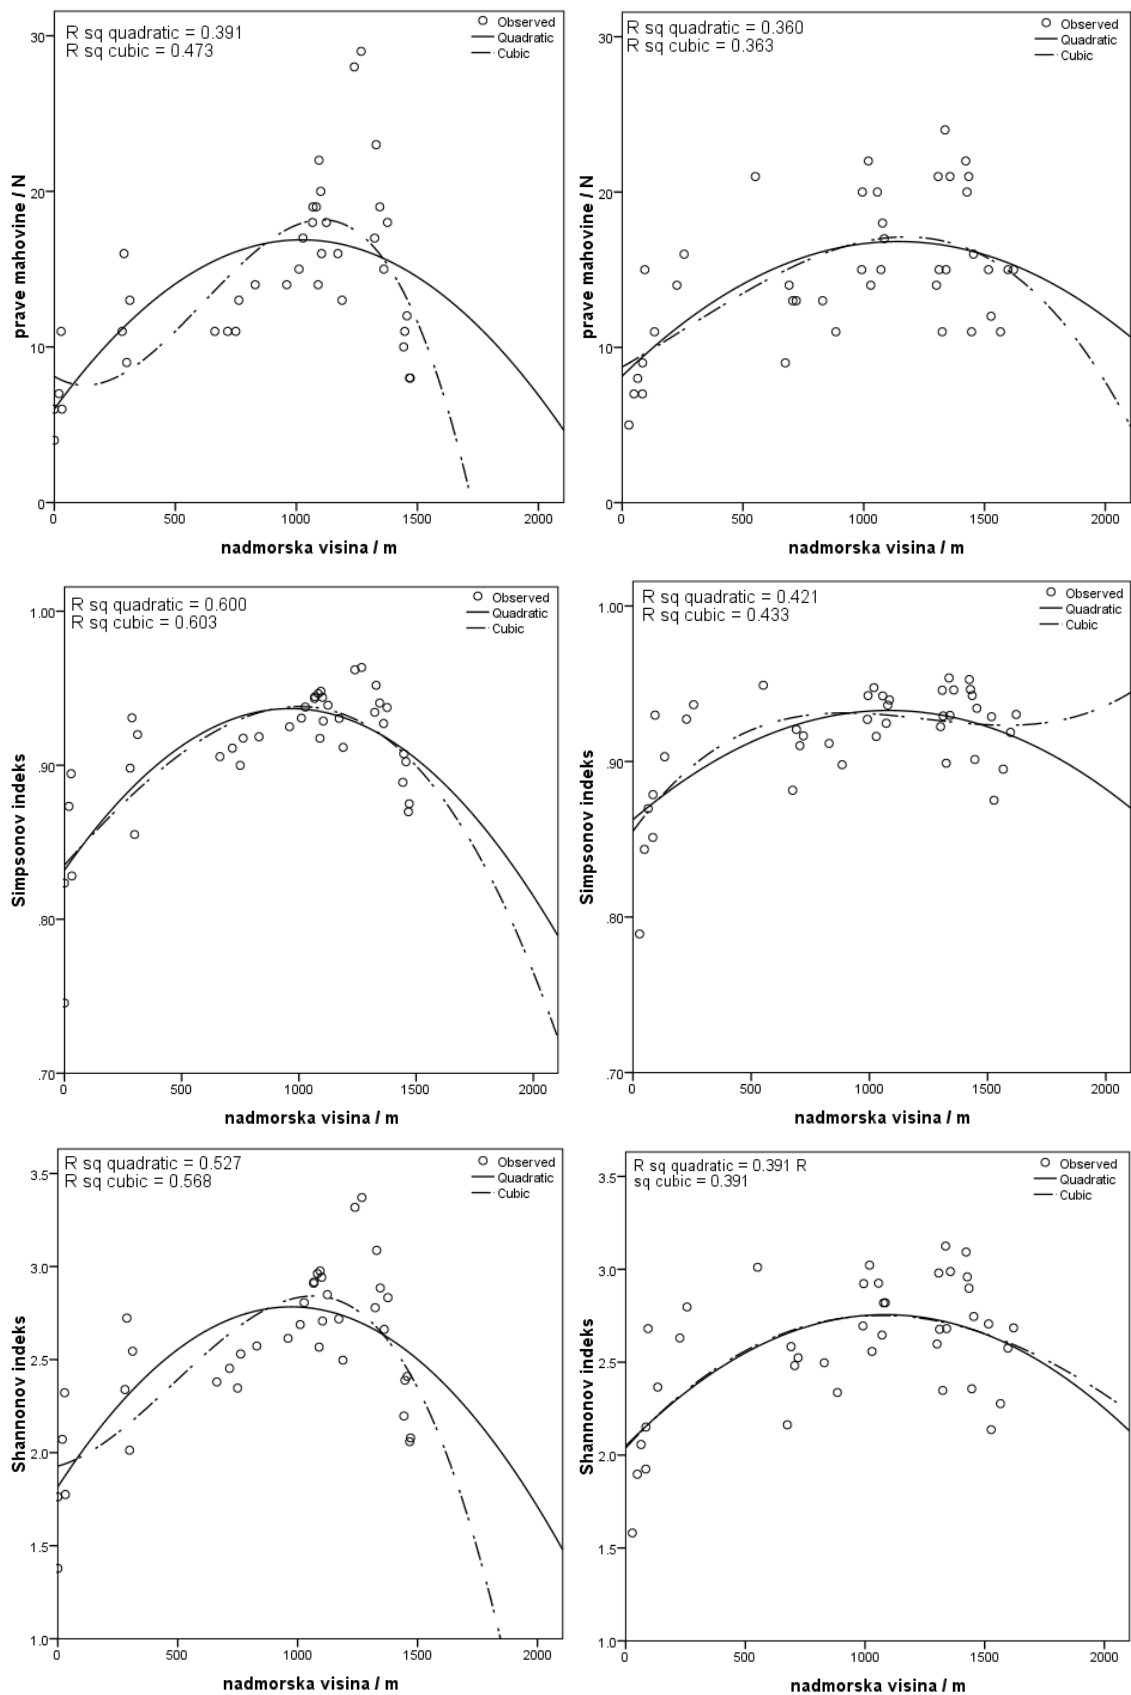 R sq quadratic = 0.391
R sq cubic = 0.473
Observed
Quadratic
Cubic
30
20
10
0
prave mahovine / N
0 500 1000 1500 2000
nadmorska visina / m
R sq quadratic = 0.360
R sq cubic = 0.363
Observed
Quadratic
Cubic
30
20
10
0
prave mahovine / N
0 500 1000 1500 2000
nadmorska visina / m
R sq quadratic = 0.600
R sq cubic = 0.603
Observed
Quadratic
Cubic
1.00
.90
.80
.70
Simpsonov indeks
0 500 1000 1500 2000
nadmorska visina / m
R sq quadratic = 0.421
R sq cubic = 0.433
Observed
Quadratic
Cubic
1.00
.90
.80
.70
Simpsonov indeks
0 500 1000 1500 2000
nadmorska visina / m
R sq quadratic = 0.527
R sq cubic = 0.568
Observed
Quadratic
Cubic
3.5
3.0
2.5
2.0
1.5
1.0
Shannonov indeks
0 500 1000 1500 2000
nadmorska visina / m
R sq quadratic = 0.391 R
sq cubic = 0.391
Observed
Quadratic
Cubic
3.5
3.0
2.5
2.0
1.5
1.0
Shannonov indeks
0 500 1000 1500 2000
nadmorska visina / m